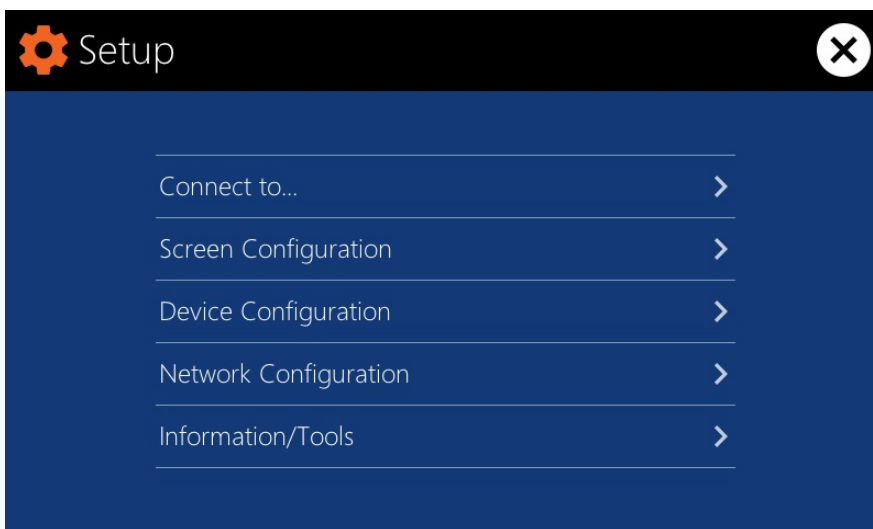 Setup
Connect to...
Screen Configuration
Device Configuration
Network Configuration
Information/Tools